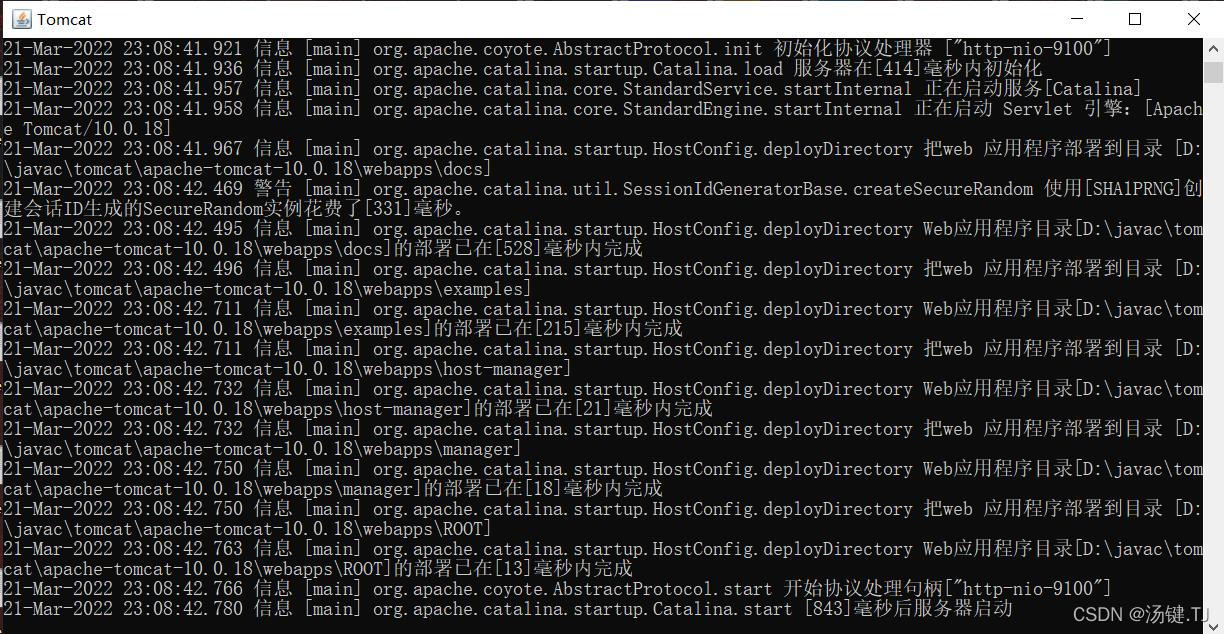 Tomcat
21-Mar-2022 23:08:41.921 信息 [main] org.apache.coyote.AbstractProtocol.init 初始化协议处理器 ["http-nio-9100"]
21-Mar-2022 23:08:41.936 信息 [main] org.apache.catalina.startup.Catalina.load 服务器在[414]毫秒内初始化
21-Mar-2022 23:08:41.957 信息 [main] org.apache.catalina.core.StandardService.startInternal 正在启动服务[Catalina]
21-Mar-2022 23:08:41.958 信息 [main] org.apache.catalina.core.StandardEngine.startInternal 正在启动 Servlet 引擎：[Apach
e Tomcat/10.0.18]
21-Mar-2022 23:08:41.967 信息 [main] org.apache.catalina.startup.HostConfig.deployDirectory 把web 应用程序部署到目录 [D:
\javac\tomcat\apache-tomcat-10.0.18\webapps\docs]
21-Mar-2022 23:08:42.469 警告 [main] org.apache.catalina.util.SessionIdGeneratorBase.createSecureRandom 使用[SHA1PRNG]创
建会话ID生成的SecureRandom实例花费了[331]毫秒。
21-Mar-2022 23:08:42.495 信息 [main] org.apache.catalina.startup.HostConfig.deployDirectory Web应用程序目录[D:\javac\tom
cat\apache-tomcat-10.0.18\webapps\docs]的部署已在[528]毫秒内完成
21-Mar-2022 23:08:42.496 信息 [main] org.apache.catalina.startup.HostConfig.deployDirectory 把web 应用程序部署到目录 [D:
\javac\tomcat\apache-tomcat-10.0.18\webapps\examples]
21-Mar-2022 23:08:42.711 信息 [main] org.apache.catalina.startup.HostConfig.deployDirectory Web应用程序目录[D:\javac\tom
cat\apache-tomcat-10.0.18\webapps\examples]的部署已在[215]毫秒内完成
21-Mar-2022 23:08:42.711 信息 [main] org.apache.catalina.startup.HostConfig.deployDirectory 把web 应用程序部署到目录 [D:
\javac\tomcat\apache-tomcat-10.0.18\webapps\host-manager]
21-Mar-2022 23:08:42.732 信息 [main] org.apache.catalina.startup.HostConfig.deployDirectory Web应用程序目录[D:\javac\tom
cat\apache-tomcat-10.0.18\webapps\host-manager]的部署已在[21]毫秒内完成
21-Mar-2022 23:08:42.732 信息 [main] org.apache.catalina.startup.HostConfig.deployDirectory 把web 应用程序部署到目录 [D:
\javac\tomcat\apache-tomcat-10.0.18\webapps\manager]
21-Mar-2022 23:08:42.750 信息 [main] org.apache.catalina.startup.HostConfig.deployDirectory Web应用程序目录[D:\javac\tom
cat\apache-tomcat-10.0.18\webapps\manager]的部署已在[18]毫秒内完成
21-Mar-2022 23:08:42.750 信息 [main] org.apache.catalina.startup.HostConfig.deployDirectory 把web 应用程序部署到目录 [D:
\javac\tomcat\apache-tomcat-10.0.18\webapps\ROOT]
21-Mar-2022 23:08:42.763 信息 [main] org.apache.catalina.startup.HostConfig.deployDirectory Web应用程序目录[D:\javac\tom
cat\apache-tomcat-10.0.18\webapps\ROOT]的部署已在[13]毫秒内完成
21-Mar-2022 23:08:42.766 信息 [main] org.apache.coyote.AbstractProtocol.start 开始协议处理句柄["http-nio-9100"]
21-Mar-2022 23:08:42.780 信息 [main] org.apache.catalina.startup.Catalina.start [843]毫秒后服务器启动
CSDN @汤键.TJ